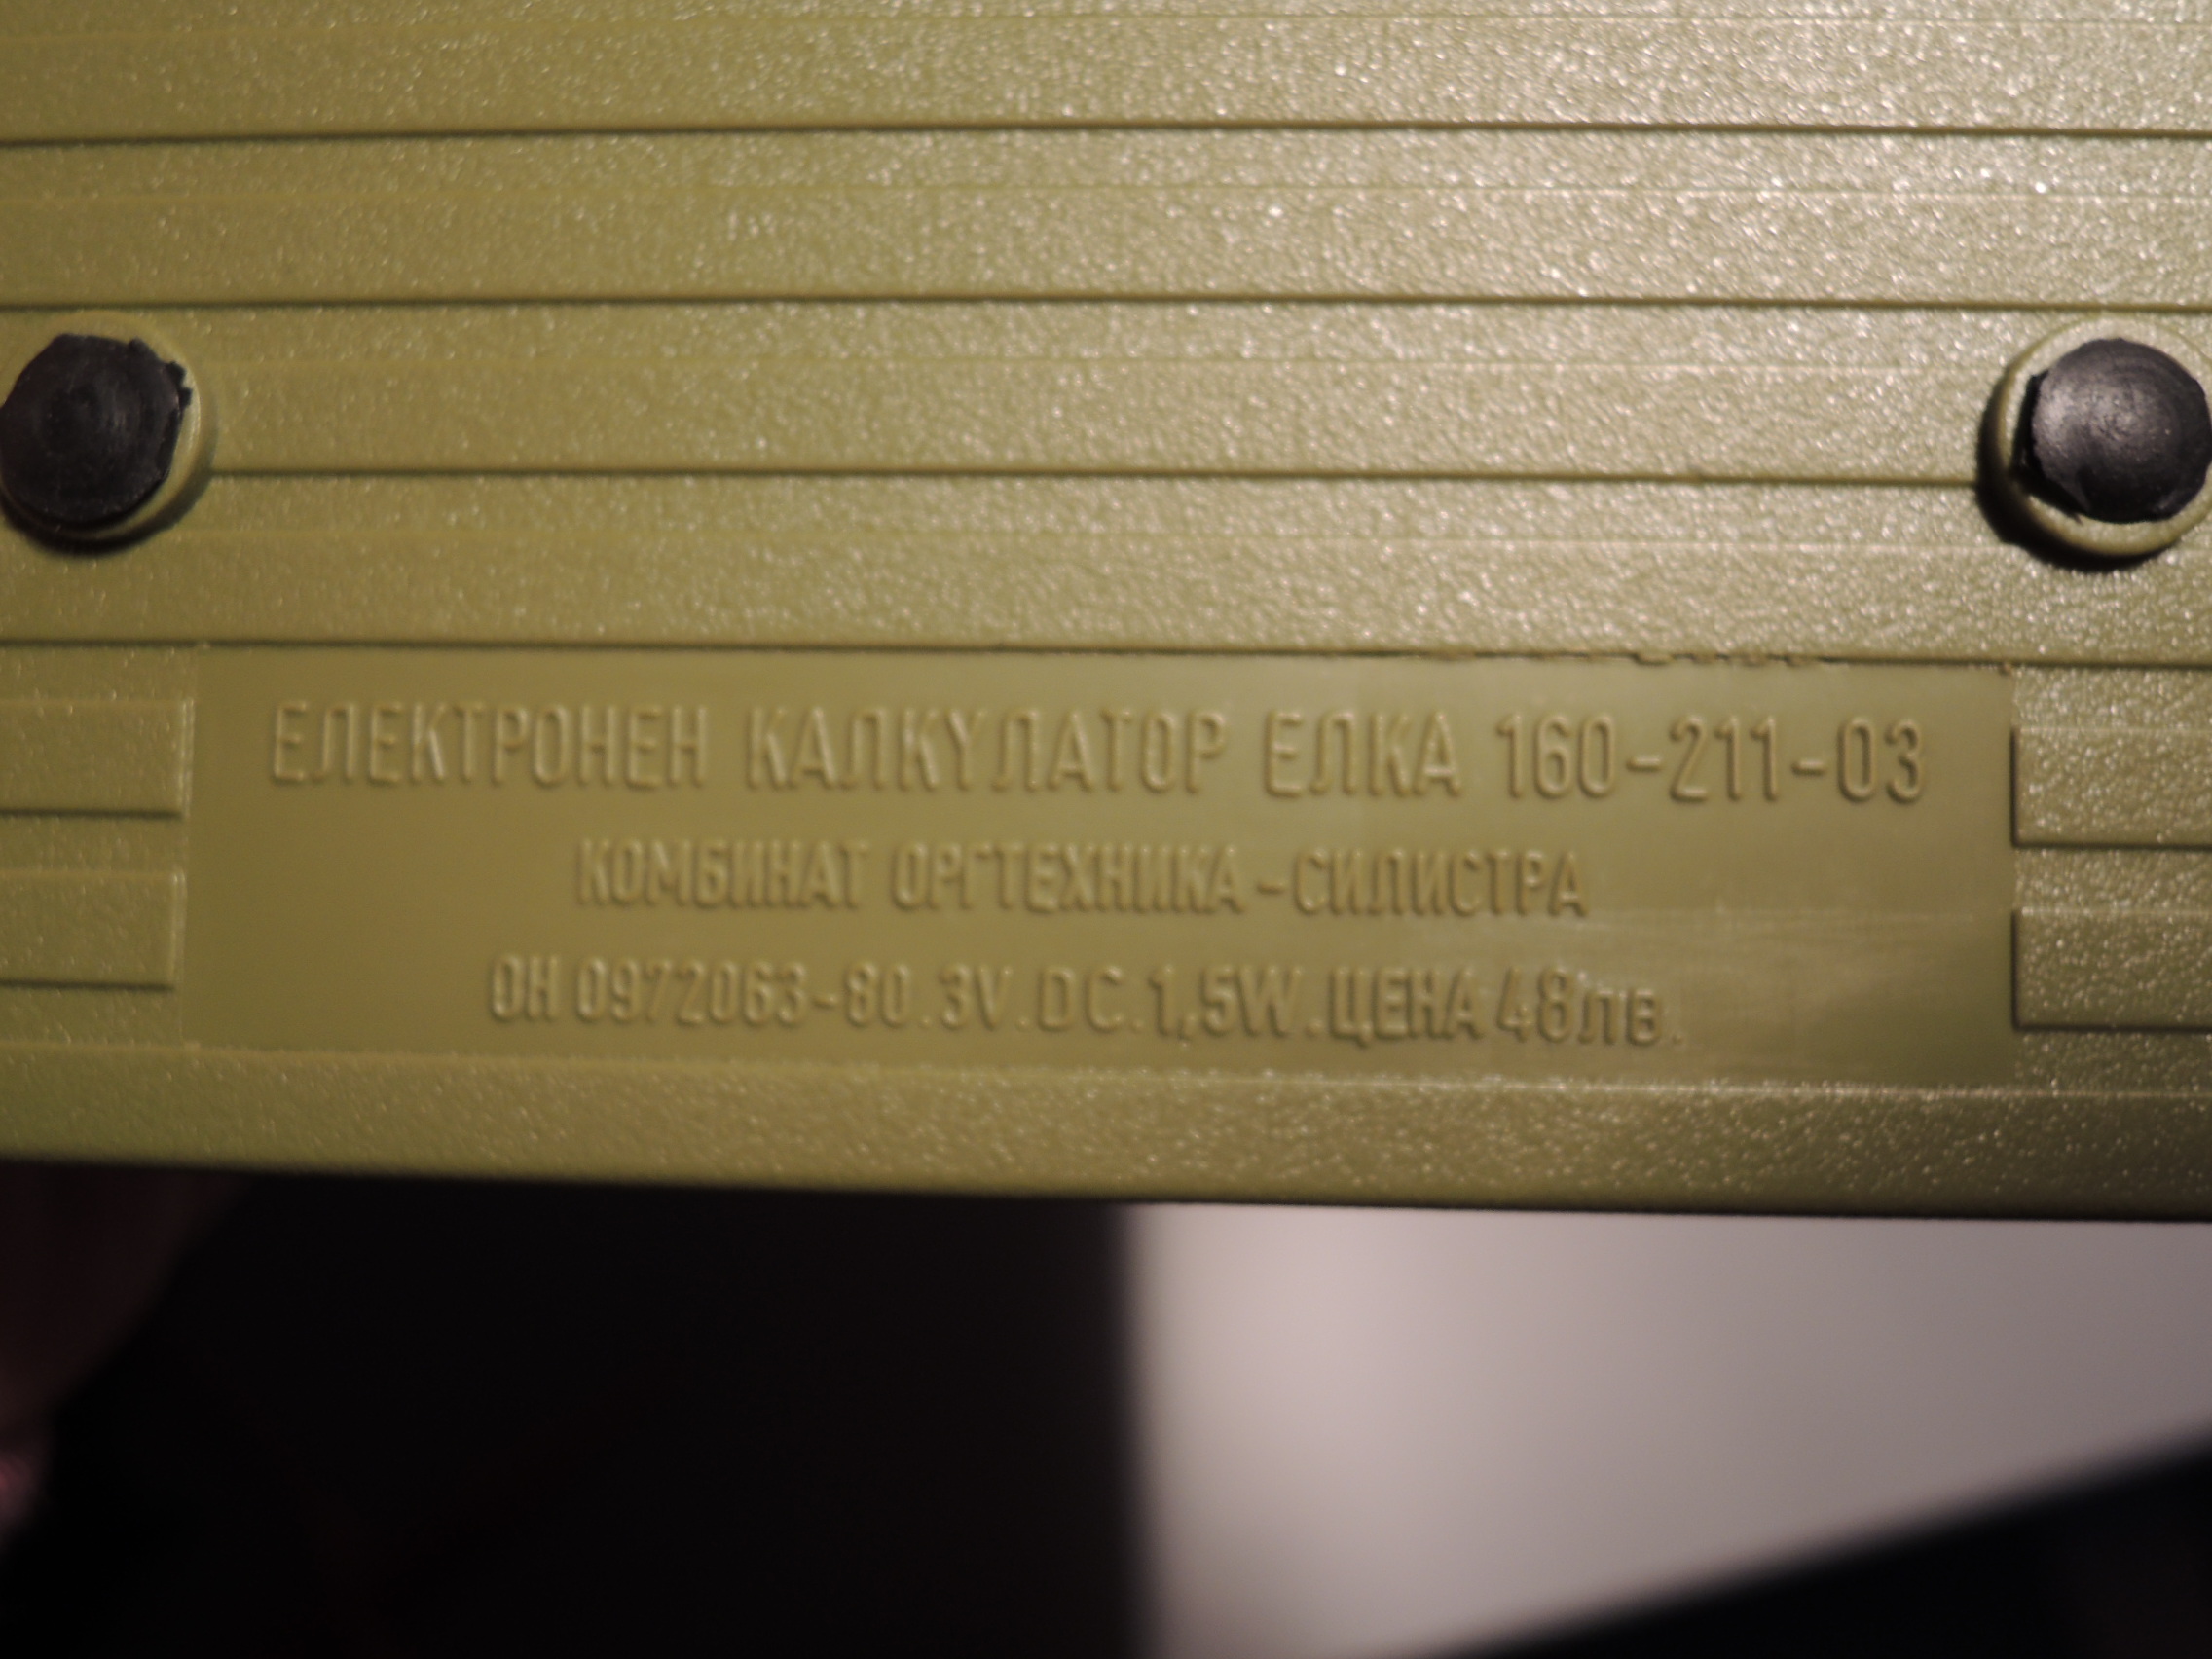 ЕЛЕКТРОНЕН КАЛКУЛАТОР ЕЛКА 160-211-03
КОМБИНАТ ОРГТЕХНИКА-СИЛИСТРА
ОН 0972063-80.3V.DC.1,5W.ЦЕНА 48лв.